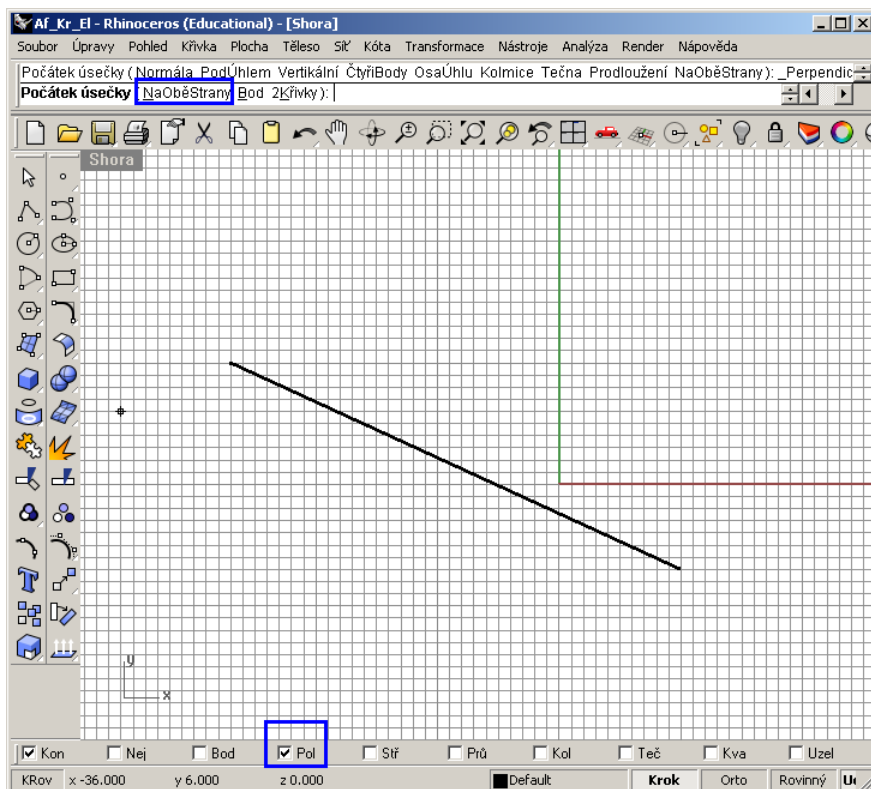 Af_Kr_El - Rhinoceros (Educational) - [Shora]
Soubor Úpravy Pohled Křivka Plocha Těleso Síť Kóta Transformace Nástroje Analýza Render Nápověda
Počátek úsečky ( Normála PodÚhlem Vertikální ČtyřiBody OsaÚhlu Kolmice Tečna Prodloužení NaOběStrany ): _Perpendic
Počátek úsečky ( NaOběStrany Bod 2Křivky ):
Shora
y
x
Kon Nej Bod Pol Stř Prů Kol Teč Kva Uzel
KRov x -36.000 y 6.000 z 0.000 Default Krok Orto Rovinný